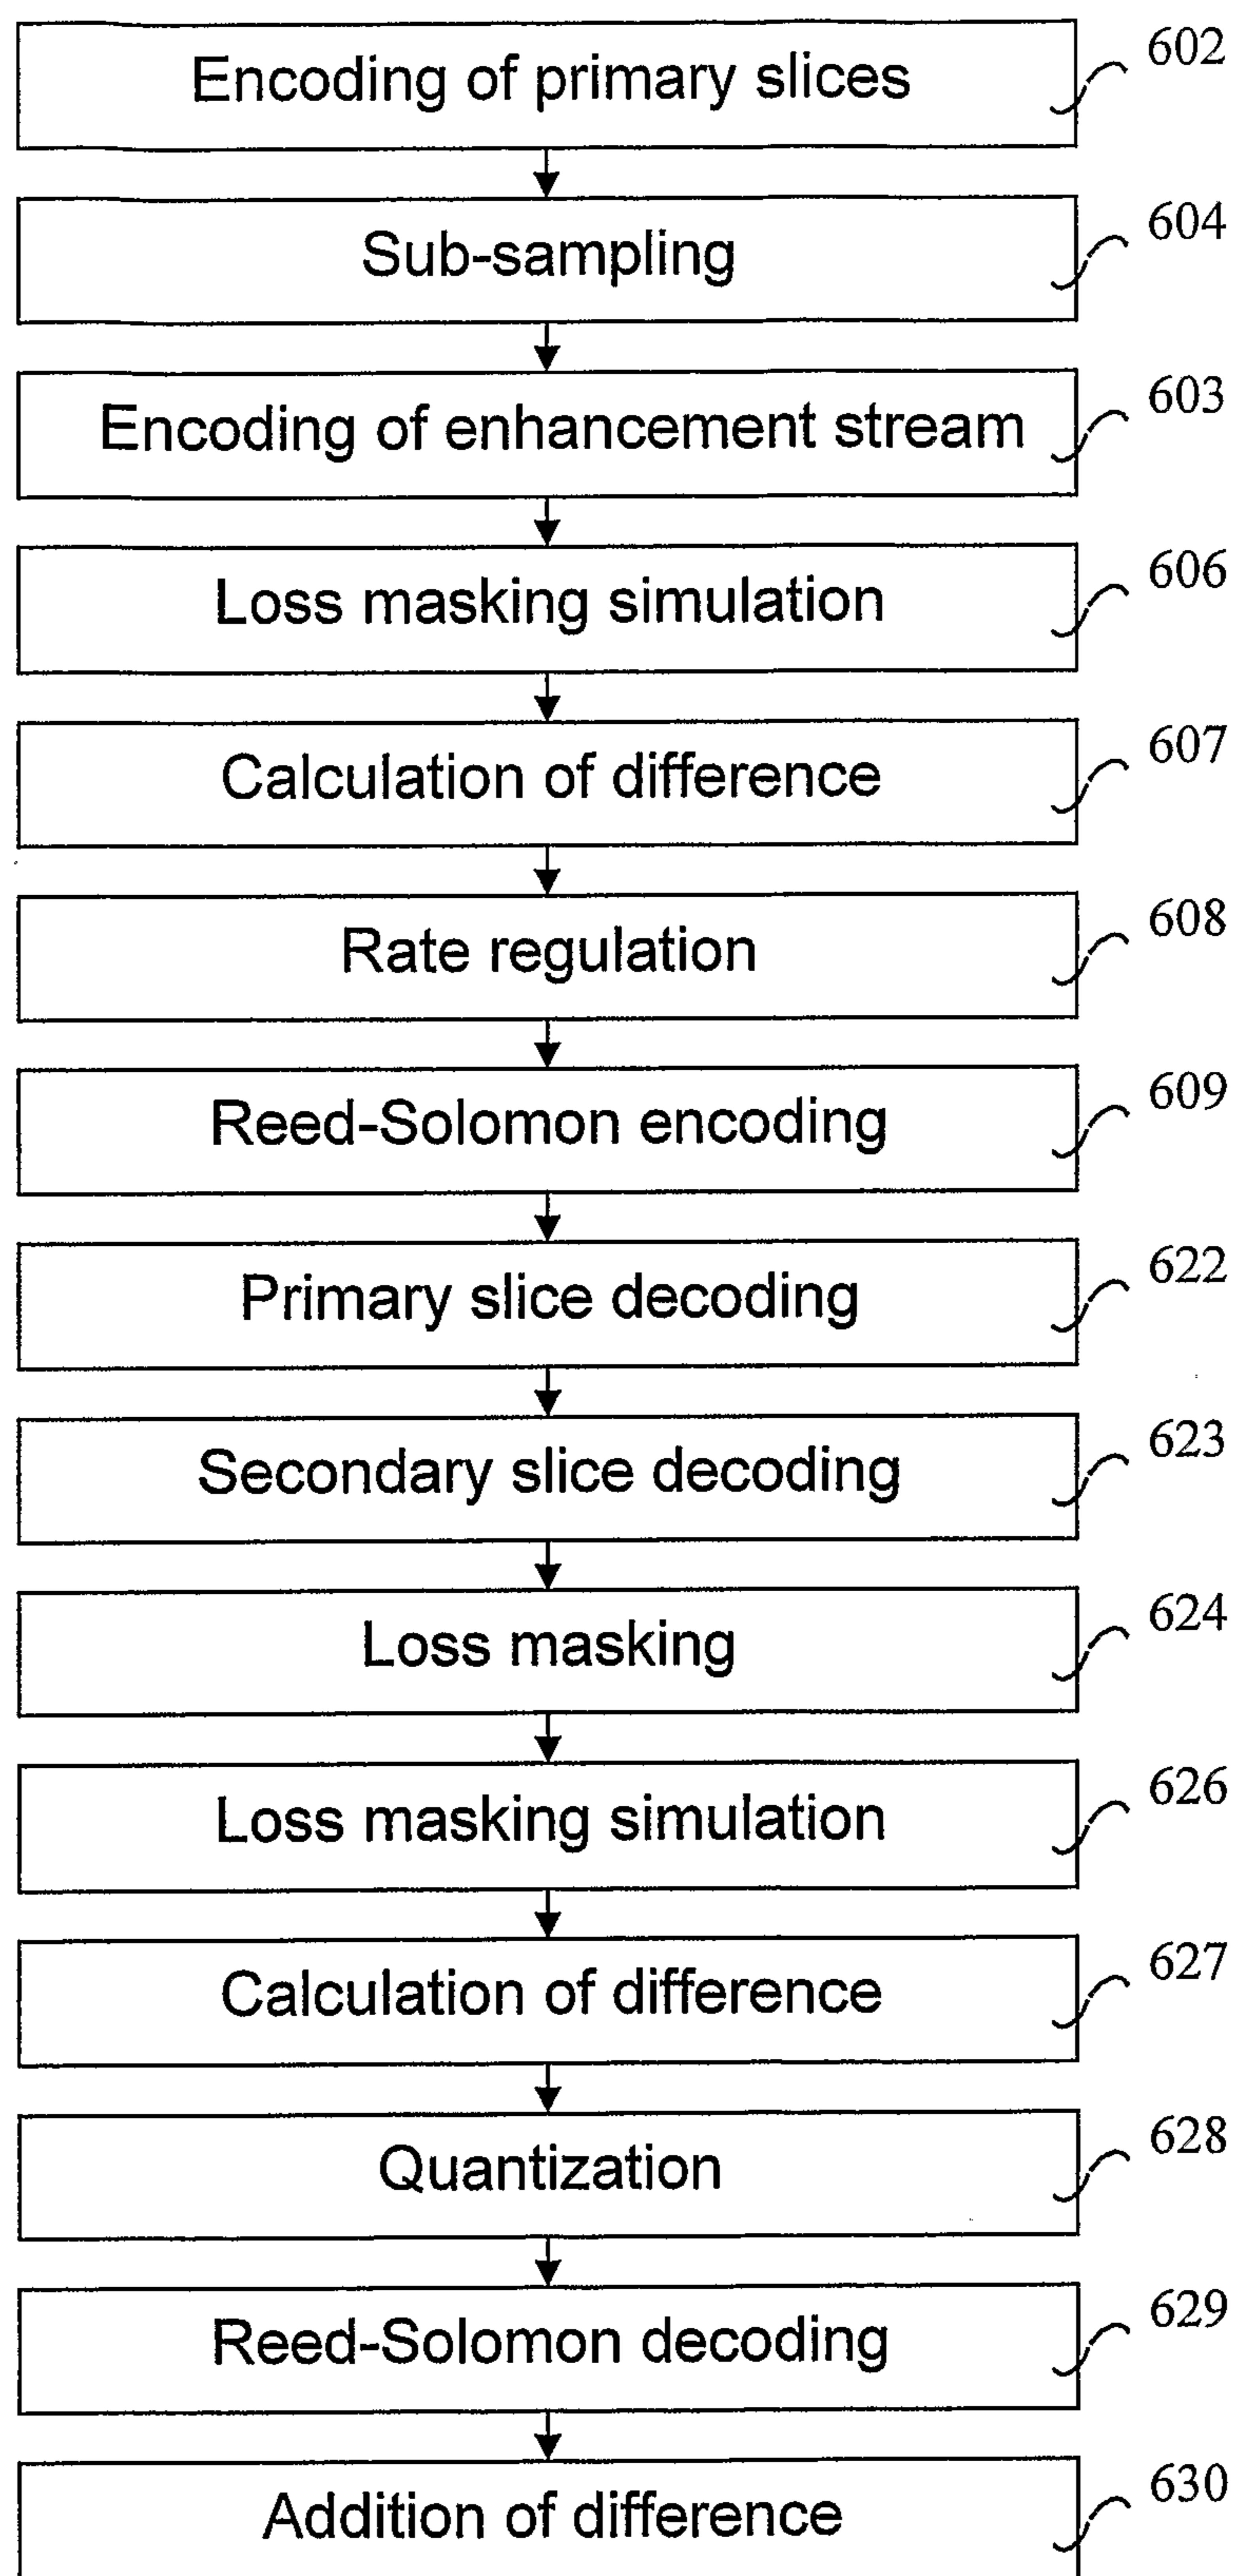 Encoding of primary slices 602
Sub-sampling 604
Encoding of enhancement stream 603
Loss masking simulation 606
Calculation of difference 607
Rate regulation 608
Reed-Solomon encoding 609
Primary slice decoding 622
Secondary slice decoding 623
Loss masking 624
Loss masking simulation 626
Calculation of difference 627
Quantization 628
Reed-Solomon decoding 629
Addition of difference 630